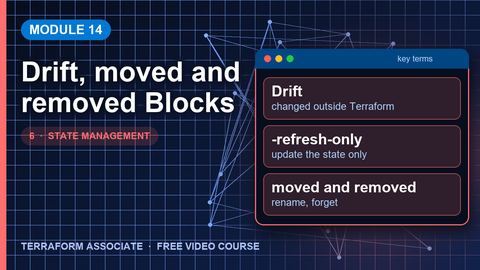 MODULE 14
Drift, moved and
removed Blocks
6 · STATE MANAGEMENT
key terms
Drift
changed outside Terraform
-refresh-only
update the state only
moved and removed
rename, forget
TERRAFORM ASSOCIATE · FREE VIDEO COURSE